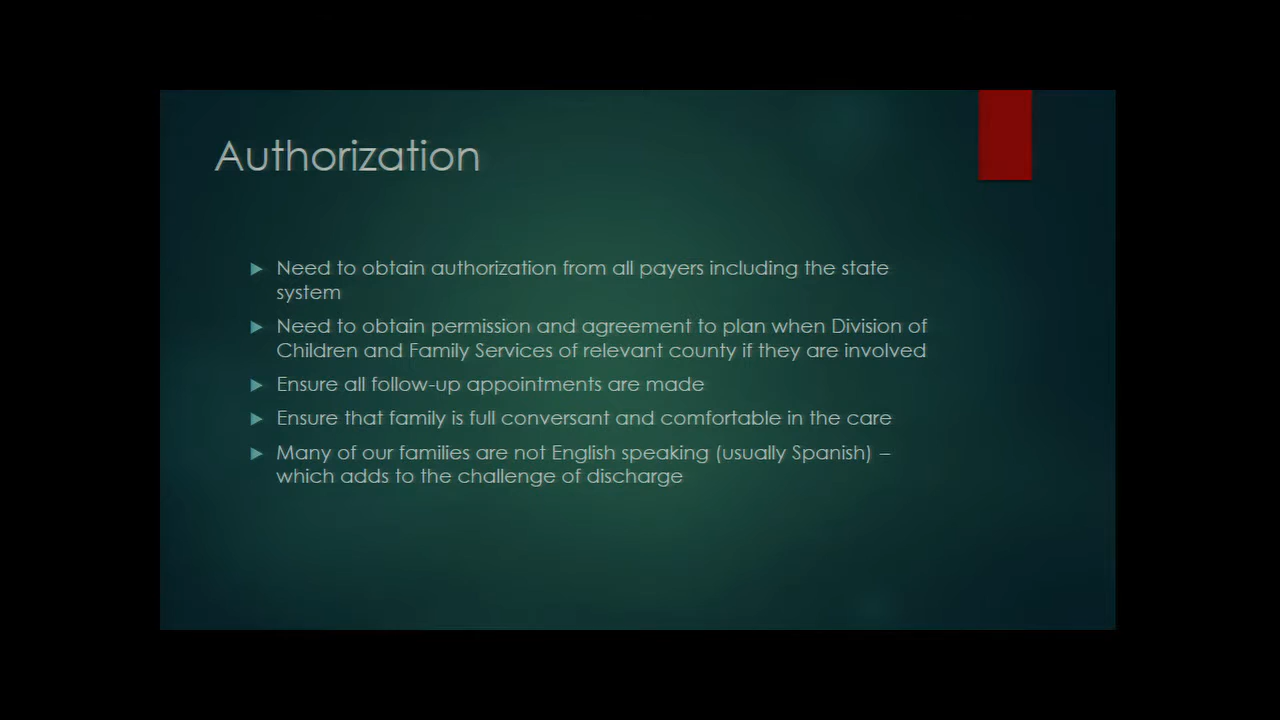 Authorization
Need to obtain authorization from all payers including the state
system
Need to obtain permission and agreement to plan when Division of
Children and Family Services of relevant county if they are involved
Ensure all follow-up appointments are made
Ensure that family is full conversant and comfortable in the care
Many of our families are not English speaking (usually Spanish) –
which adds to the challenge of discharge